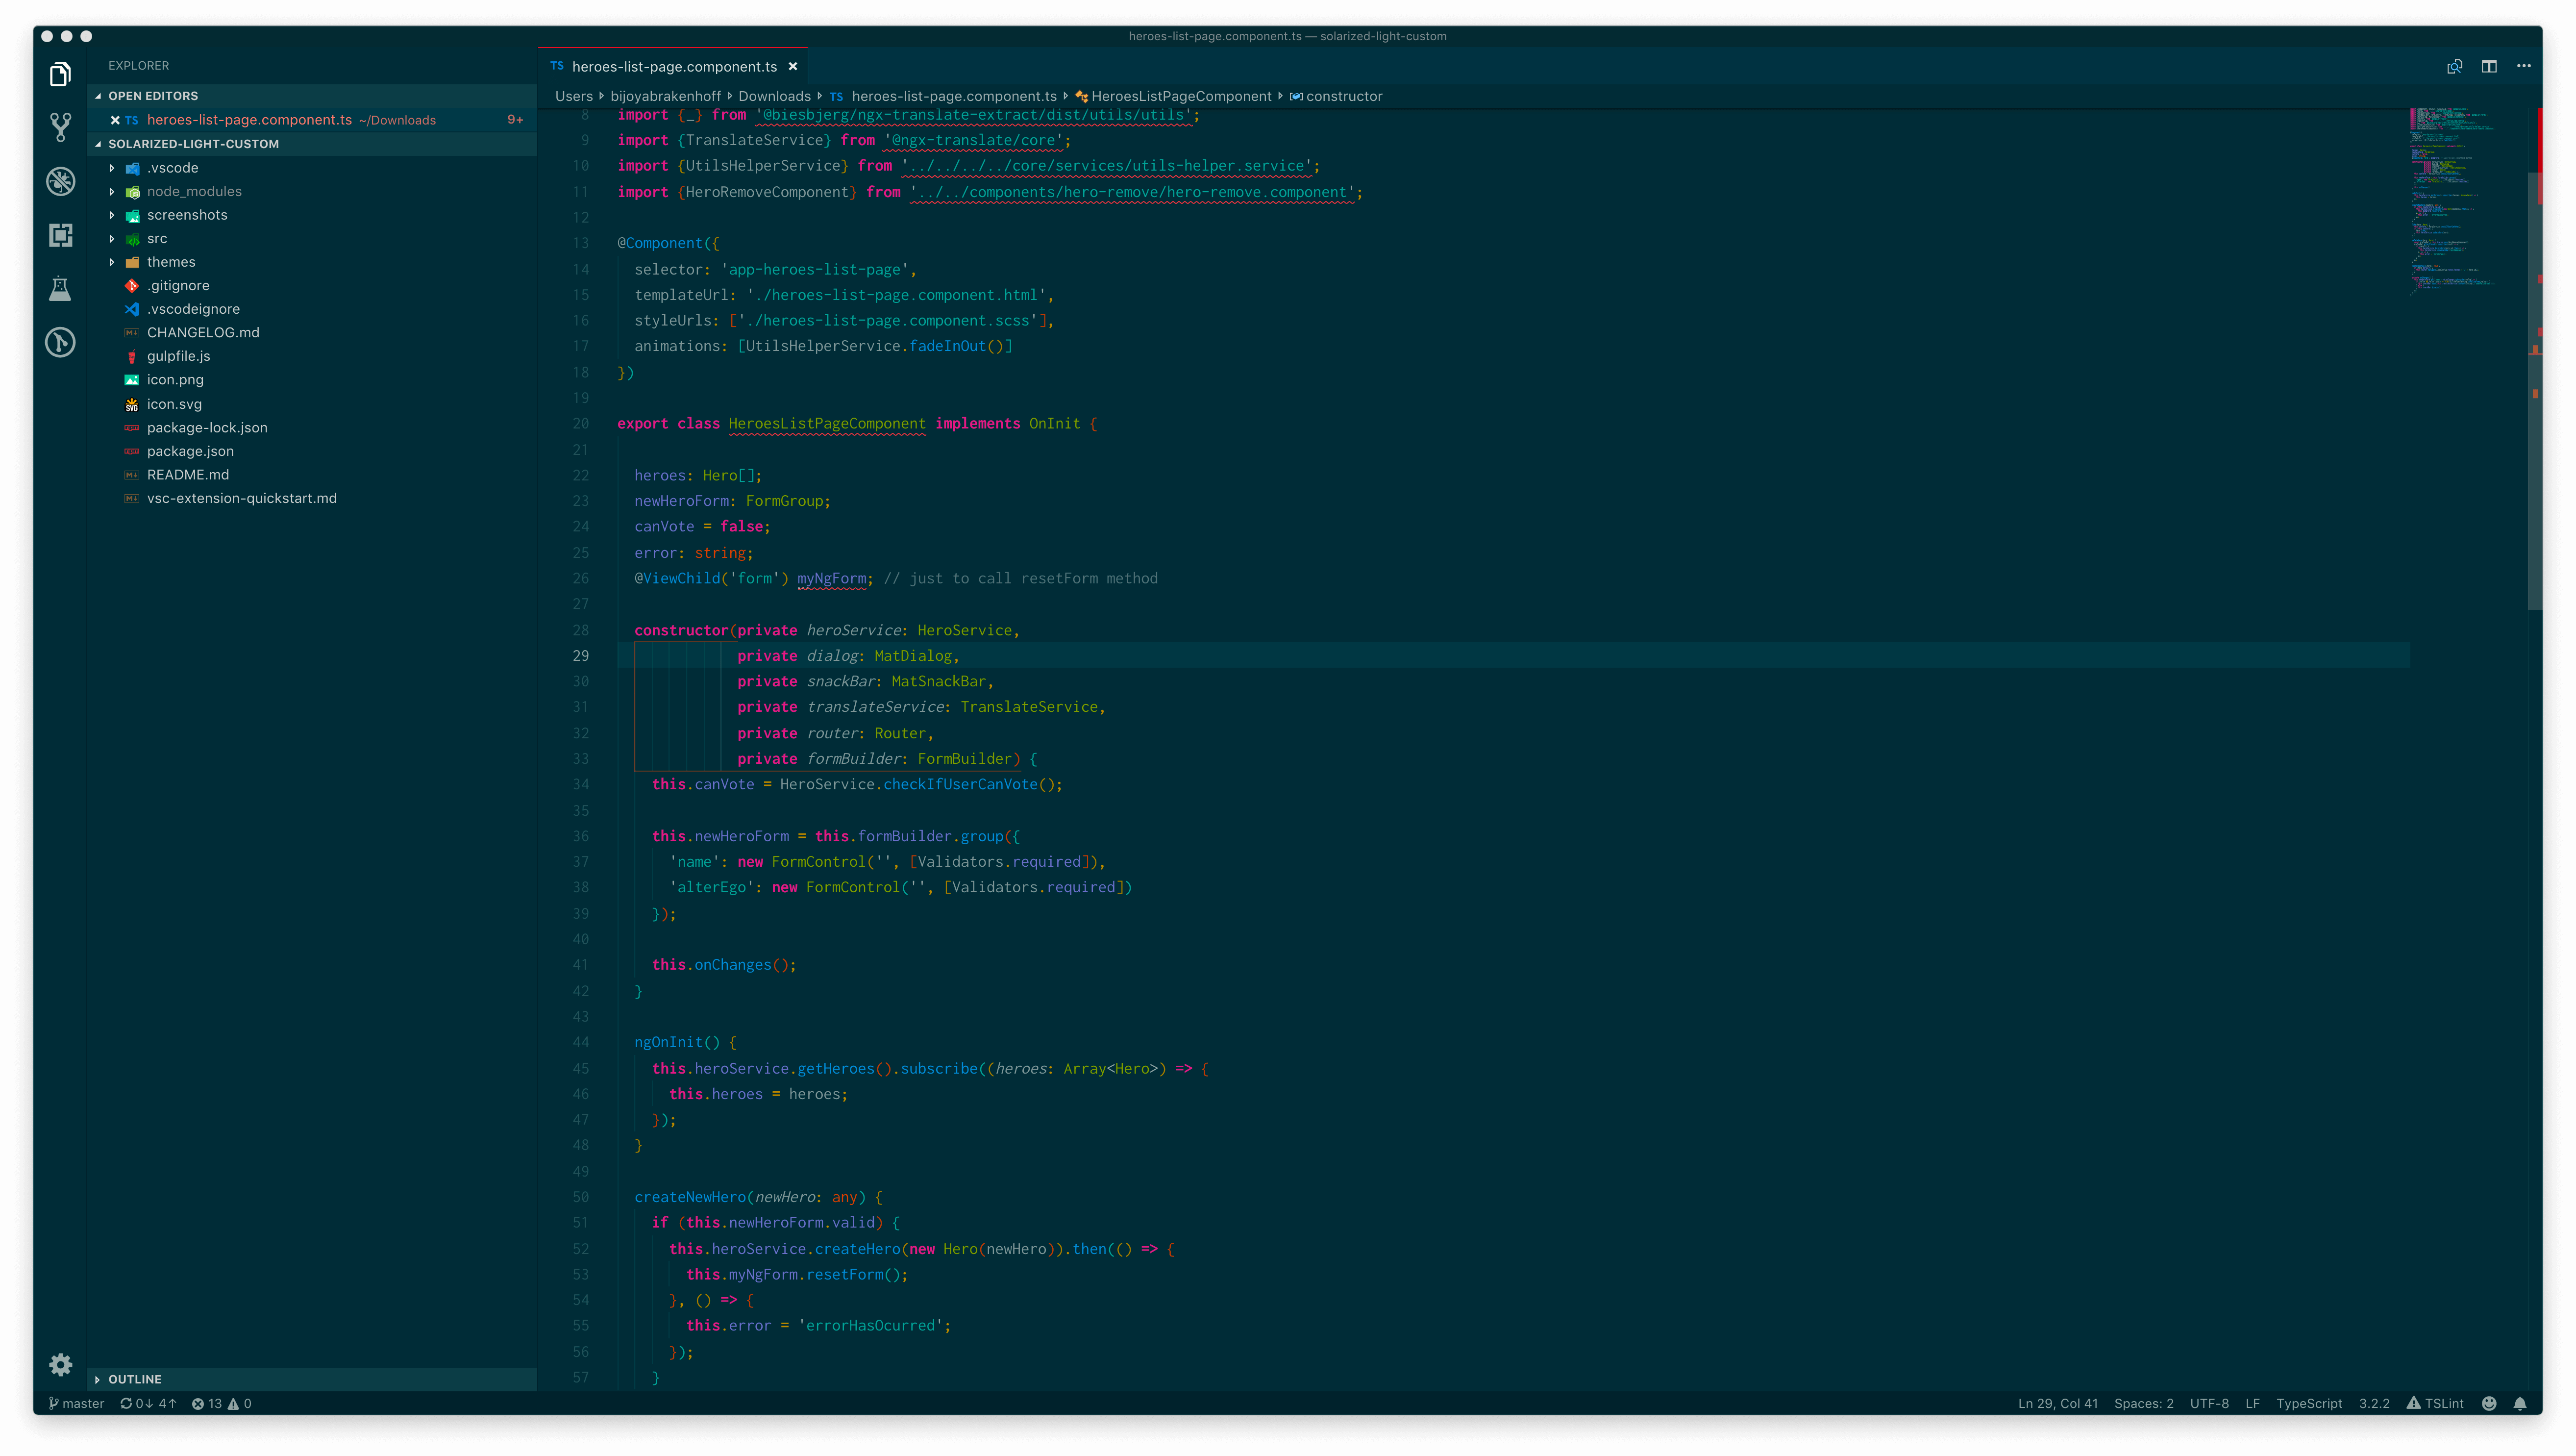 heroes-list-page.component.ts — solarized-light-custom
EXPLORER
OPEN EDITORS
TS heroes-list-page.component.ts ~/Downloads 9+
SOLARIZED-LIGHT-CUSTOM
.vscode
node_modules
screenshots
src
themes
.gitignore
.vscodeignore
CHANGELOG.md
gulpfile.js
icon.png
icon.svg
package-lock.json
package.json
README.md
vsc-extension-quickstart.md
OUTLINE
TS heroes-list-page.component.ts
Users bijoyabrakenhoff Downloads TS heroes-list-page.component.ts HeroesListPageComponent constructor
8 import {_} from '@biesbjerg/ngx-translate-extract/dist/utils/utils';
9 import {TranslateService} from '@ngx-translate/core';
10 import {UtilsHelperService} from '../../../../core/services/utils-helper.service';
11 import {HeroRemoveComponent} from '../../components/hero-remove/hero-remove.component';
12
13 @Component({
14 selector: 'app-heroes-list-page',
15 templateUrl: './heroes-list-page.component.html',
16 styleUrls: ['./heroes-list-page.component.scss'],
17 animations: [UtilsHelperService.fadeInOut()]
18 })
19
20 export class HeroesListPageComponent implements OnInit {
21
22 heroes: Hero[];
23 newHeroForm: FormGroup;
24 canVote = false;
25 error: string;
26 @ViewChild('form') myNgForm; // just to call resetForm method
27
28 constructor(private heroService: HeroService,
29 private dialog: MatDialog,
30 private snackBar: MatSnackBar,
31 private translateService: TranslateService,
32 private router: Router,
33 private formBuilder: FormBuilder) {
34 this.canVote = HeroService.checkIfUserCanVote();
35
36 this.newHeroForm = this.formBuilder.group({
37 'name': new FormControl('', [Validators.required]),
38 'alterEgo': new FormControl('', [Validators.required])
39 });
40
41 this.onChanges();
42 }
43
44 ngOnInit() {
45 this.heroService.getHeroes().subscribe((heroes: Array<Hero>) => {
46 this.heroes = heroes;
47 });
48 }
49
50 createNewHero(newHero: any) {
51 if (this.newHeroForm.valid) {
52 this.heroService.createHero(new Hero(newHero)).then(() => {
53 this.myNgForm.resetForm();
54 }, () => {
55 this.error = 'errorHasOcurred';
56 });
57 }
master 0↓ 4↑ 13 0 Ln 29, Col 41 Spaces: 2 UTF-8 LF TypeScript 3.2.2 TSLint